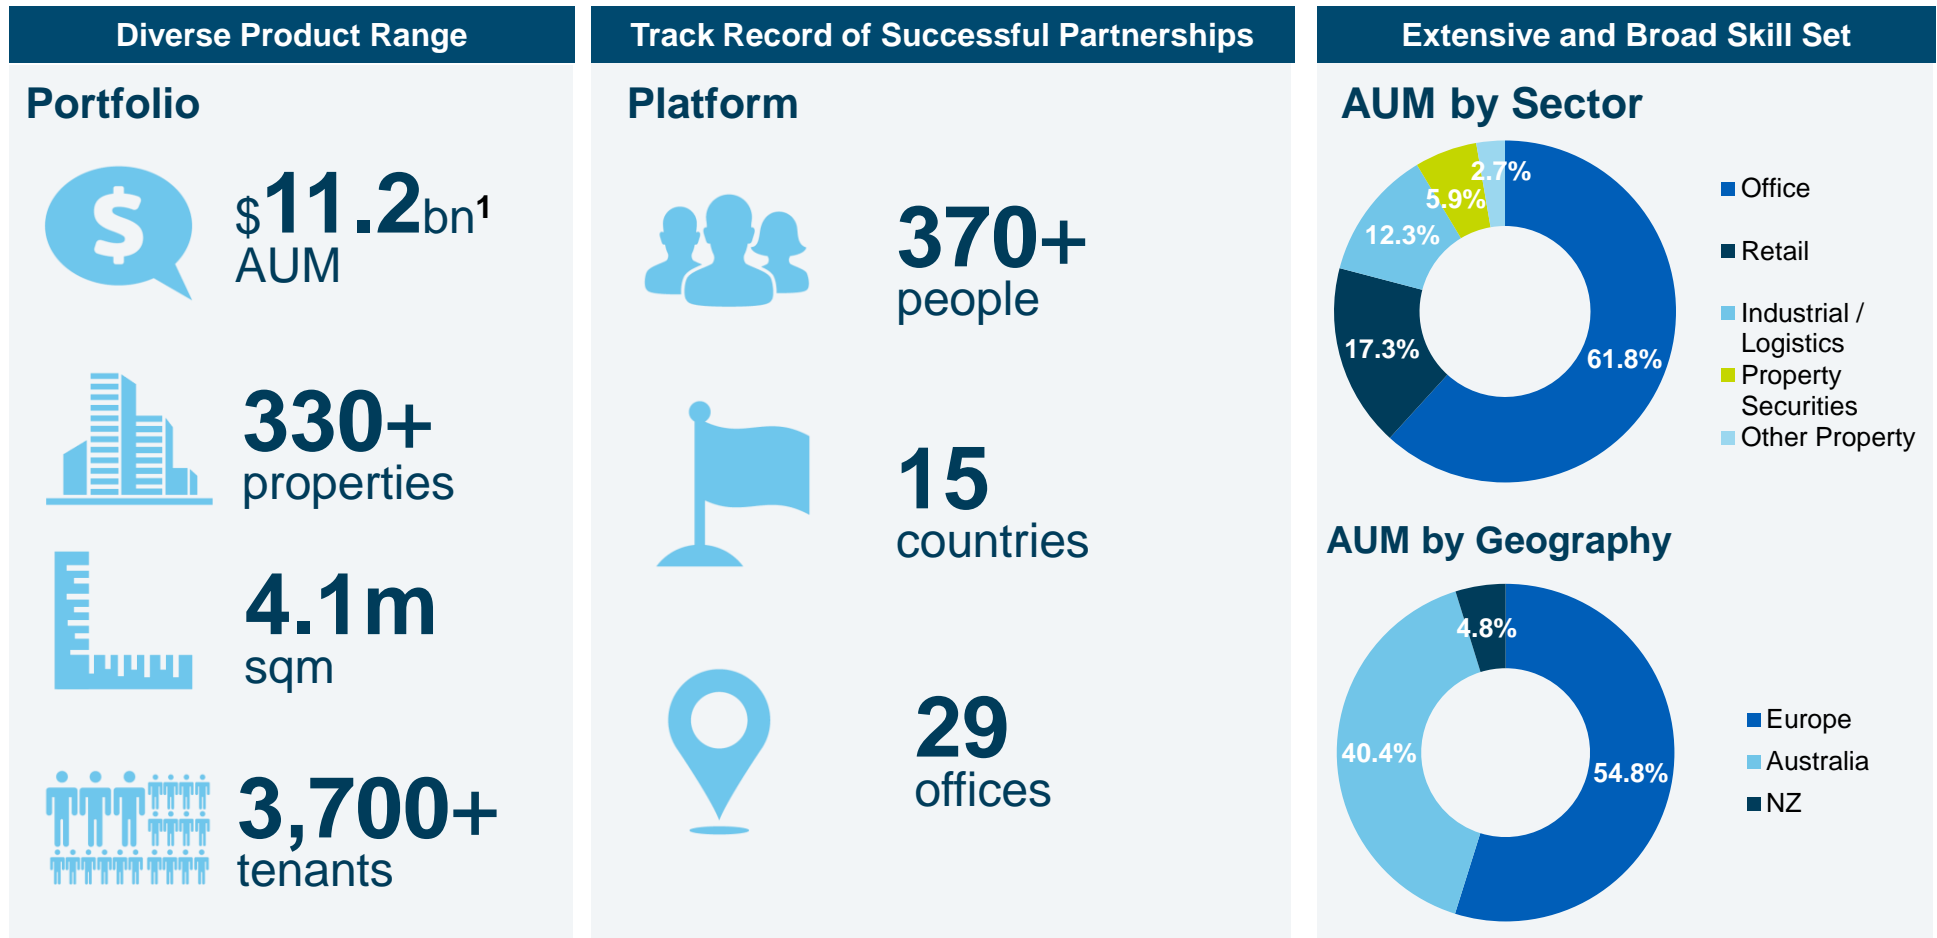 Diverse Product Range
Portfolio
$11.2bn¹
AUM
330+
properties
4.1m
sqm
3,700+
tenants
Track Record of Successful Partnerships
Platform
370+
people
15
countries
29
offices
Extensive and Broad Skill Set
AUM by Sector
2.7%
5.9%
12.3%
17.3%
61.8%
Office
Retail
Industrial /
Logistics
Property
Securities
Other Property
AUM by Geography
4.8%
40.4%
54.8%
Europe
Australia
NZ